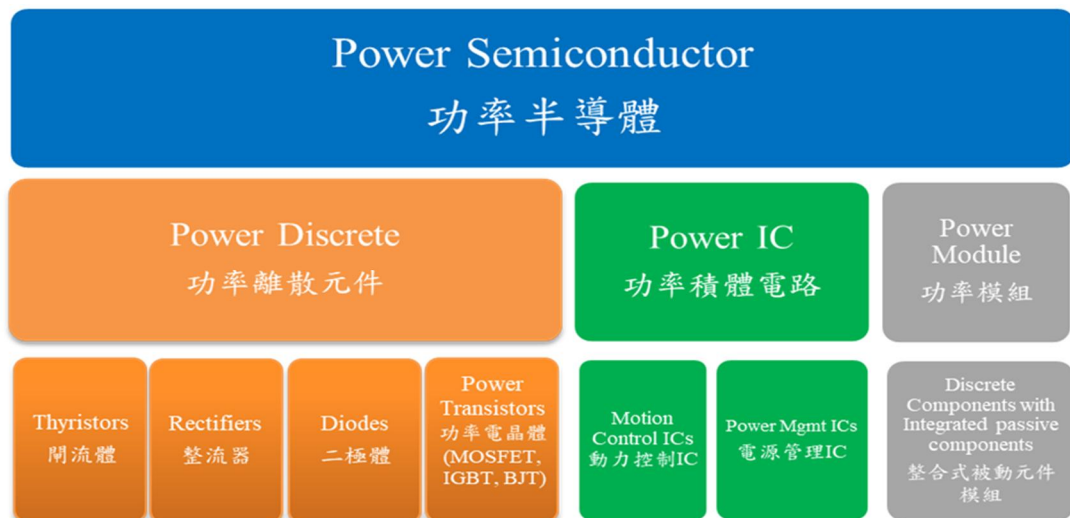 Power Semiconductor
功率半導體
Power Discrete
功率離散元件
Power IC
功率積體電路
Power
Module
功率模組
Thyristors
閘流體
Rectifiers
整流器
Diodes
二極體
Power
Transistors
功率電晶體
(MOSFET,
IGBT, BJT)
Motion
Control ICs
動力控制IC
Power Mgmt ICs
電源管理IC
Discrete
Components with
Integrated passive
components
整合式被動元件
模組